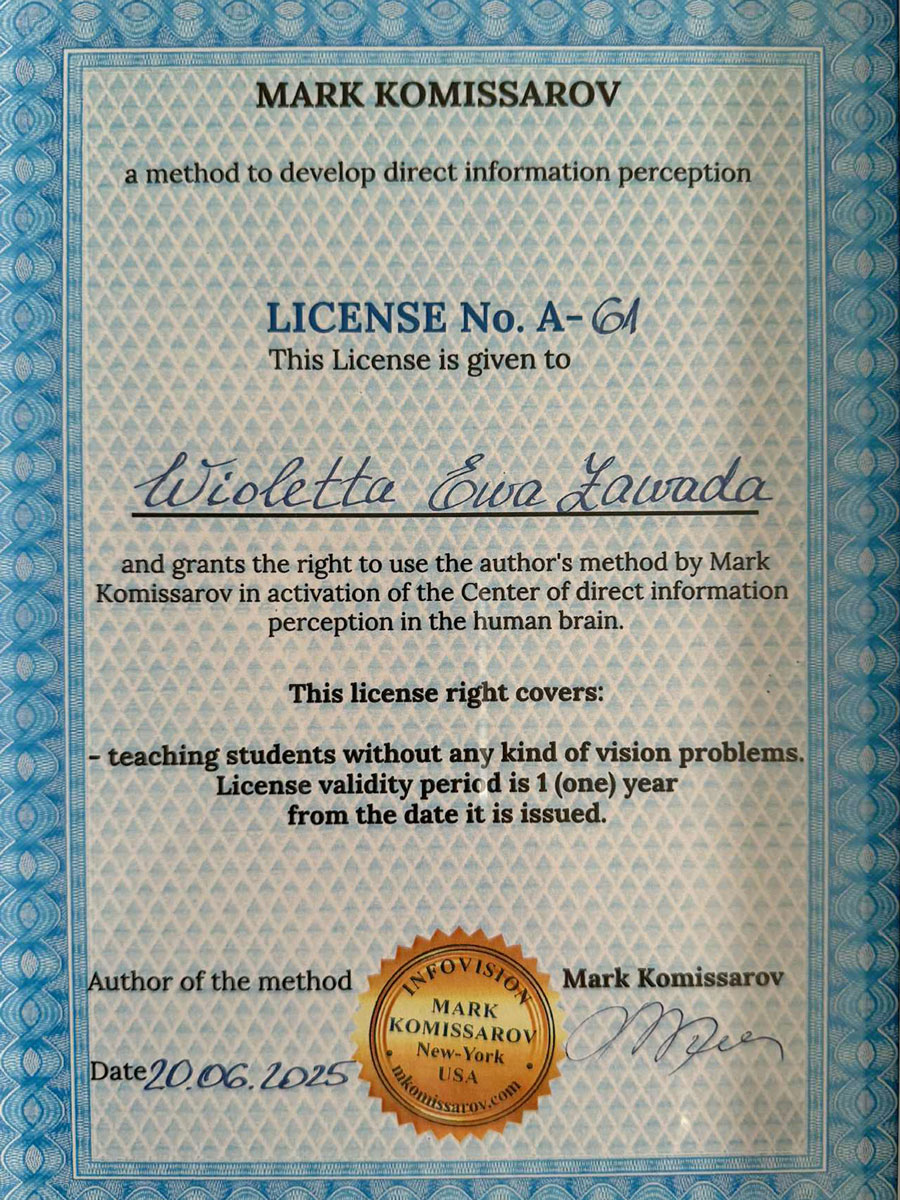 MARK KOMISSAROV
a method to develop direct information perception
LICENSE No. A-61
This License is given to
Wioletta Ewa Zawada
and grants the right to use the author's method by Mark
Komissarov in activation of the Center of direct information
perception in the human brain.
This license right covers:
- teaching students without any kind of vision problems.
License validity period is 1 (one) year
from the date it is issued.
Author of the method
Mark Komissarov
INFOVISION
MARK
KOMISSAROV
New-York
USA
mkomissarov.com
Date 20.06.2025